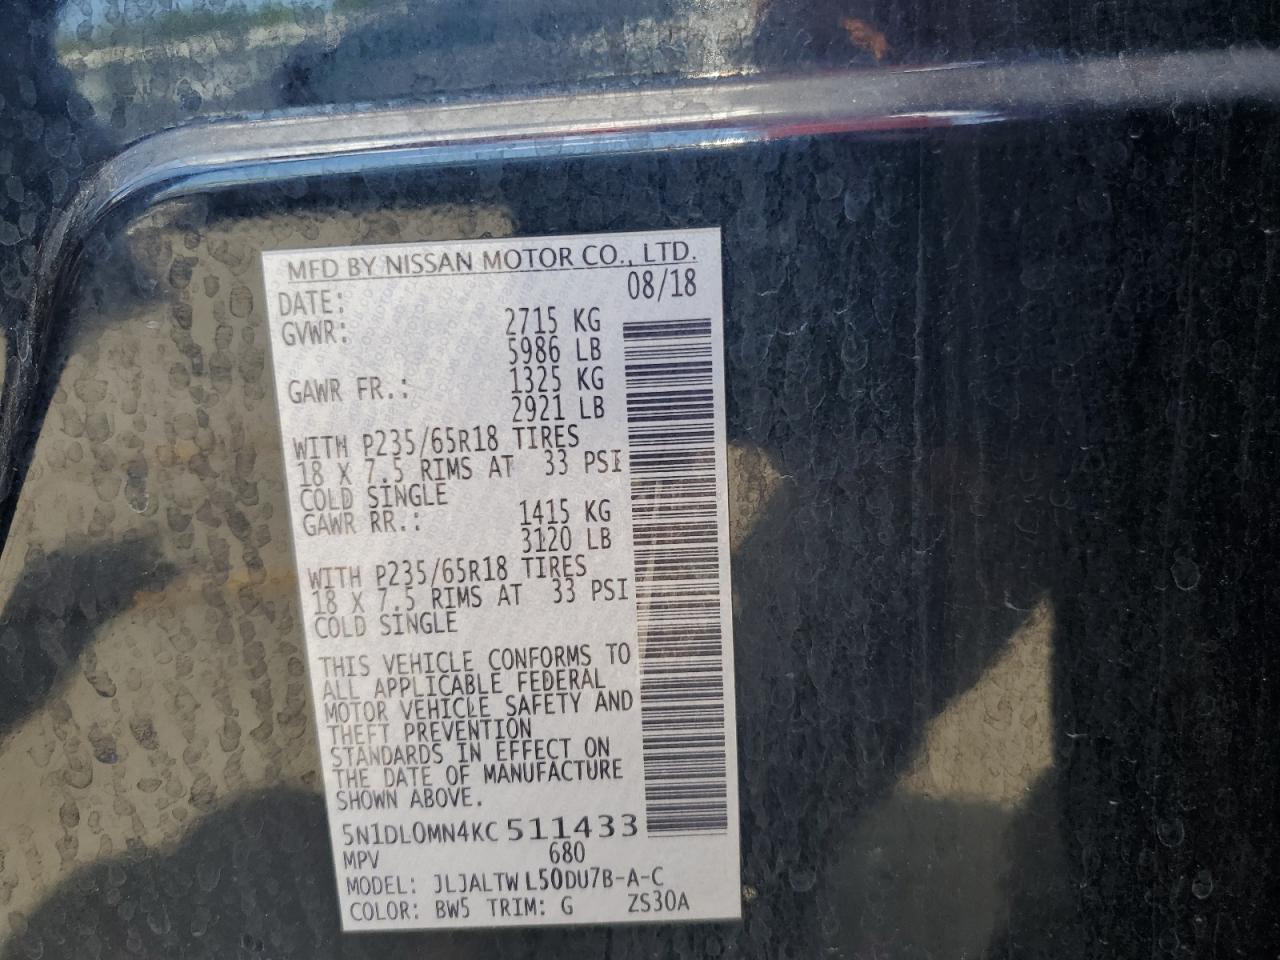 MFD BY NISSAN MOTOR CO., LTD.
DATE: 08/18
GVWR: 2715 KG
5986 LB
GAWR FR.: 1325 KG
2921 LB
WITH P235/65R18 TIRES
18 X 7.5 RIMS AT 33 PSI
COLD SINGLE
GAWR RR.: 1415 KG
3120 LB
WITH P235/65R18 TIRES
18 X 7.5 RIMS AT 33 PSI
COLD SINGLE
THIS VEHICLE CONFORMS TO
ALL APPLICABLE FEDERAL
MOTOR VEHICLE SAFETY AND
THEFT PREVENTION
STANDARDS IN EFFECT ON
THE DATE OF MANUFACTURE
SHOWN ABOVE.
5N1DL0MN4KC511433
MPV 680
MODEL: JLJALTWL50DU7B-A-C
COLOR: BW5 TRIM: G ZS30A